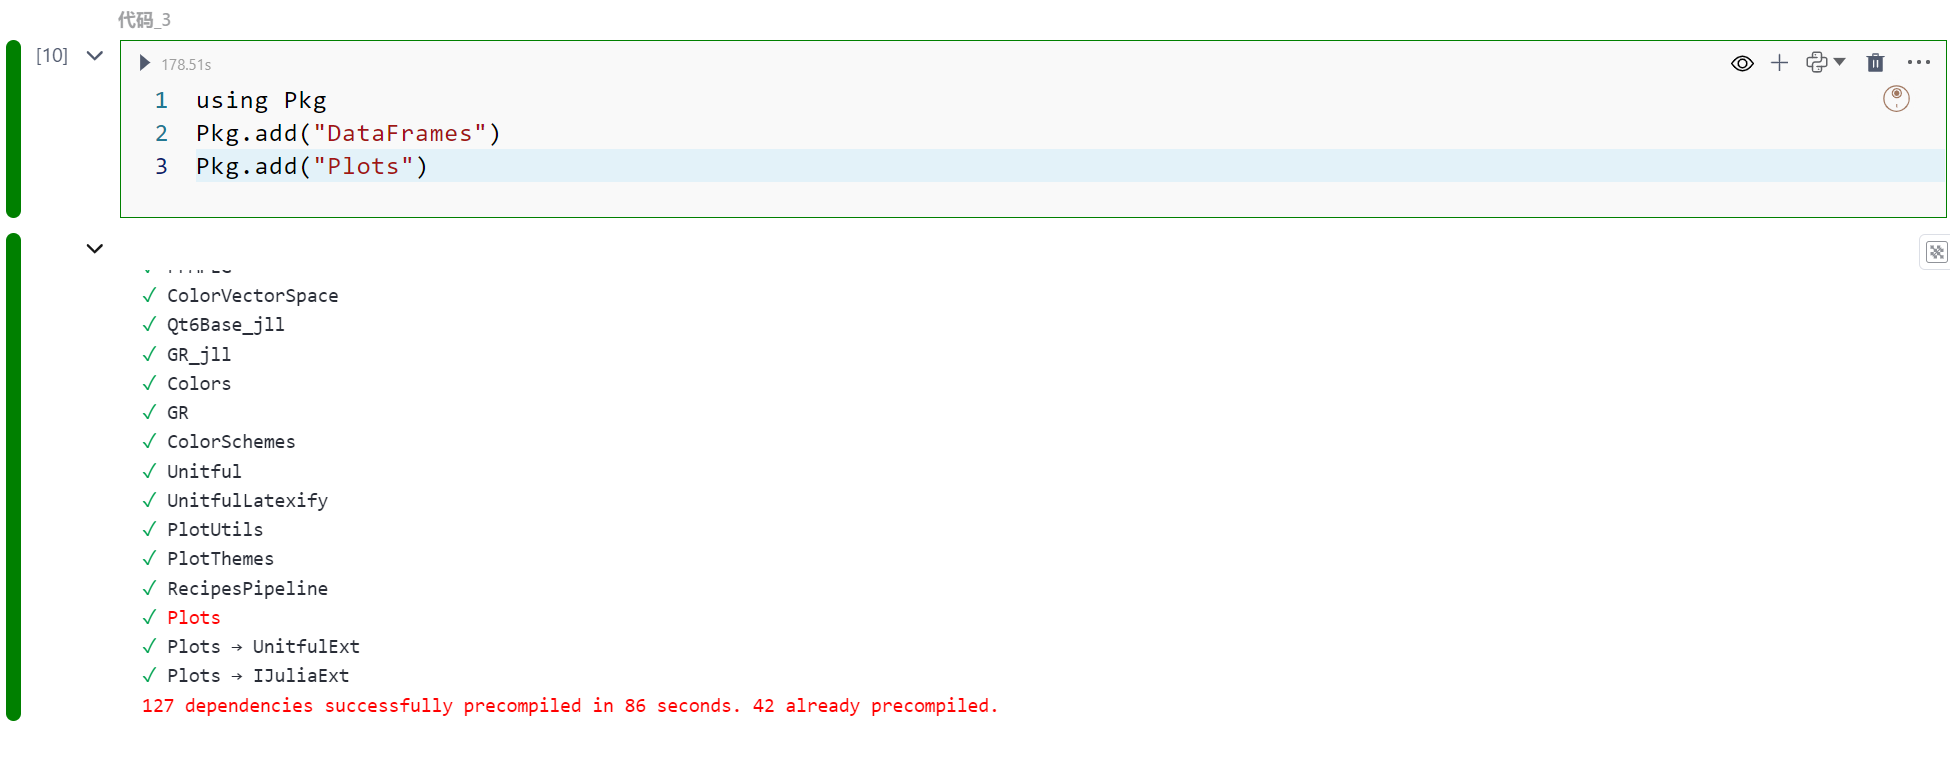 代码_3
[10]
178.51s
1 using Pkg
2 Pkg.add("DataFrames")
3 Pkg.add("Plots")
✓ ColorVectorSpace
✓ Qt6Base_jll
✓ GR_jll
✓ Colors
✓ GR
✓ ColorSchemes
✓ Unitful
✓ UnitfulLatexify
✓ PlotUtils
✓ PlotThemes
✓ RecipesPipeline
✓ Plots
✓ Plots → UnitfulExt
✓ Plots → IJuliaExt
127 dependencies successfully precompiled in 86 seconds. 42 already precompiled.